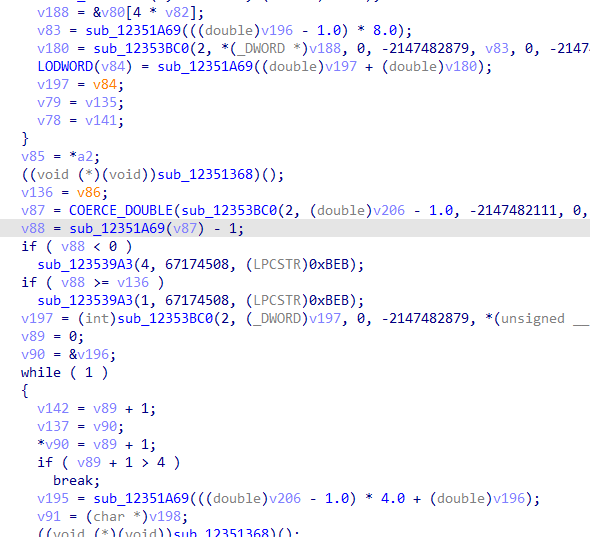 v188 = &v80[4 * v82];
v83 = sub_12351A69(((double)v196 - 1.0) * 8.0);
v180 = sub_12353BC0(2, *(_DWORD *)v188, 0, -2147482879, v83, 0, -2147
LODWORD(v84) = sub_12351A69((double)v197 + (double)v180);
v197 = v84;
v79 = v135;
v78 = v141;
}
v85 = *a2;
((void (*)(void))sub_12351368)();
v136 = v86;
v87 = COERCE_DOUBLE(sub_12353BC0(2, (double)v206 - 1.0, -2147482111, 0,
v88 = sub_12351A69(v87) - 1;
if ( v88 < 0 )
sub_123539A3(4, 67174508, (LPCSTR)0xBEB);
if ( v88 >= v136 )
sub_123539A3(1, 67174508, (LPCSTR)0xBEB);
v197 = (int)sub_12353BC0(2, (_DWORD)v197, 0, -2147482879, *(unsigned __
v89 = 0;
v90 = &v196;
while ( 1 )
{
v142 = v89 + 1;
v137 = v90;
*v90 = v89 + 1;
if ( v89 + 1 > 4 )
break;
v195 = sub_12351A69(((double)v206 - 1.0) * 4.0 + (double)v196);
v91 = (char *)v198;
((void (*)(void))sub_12351368)();